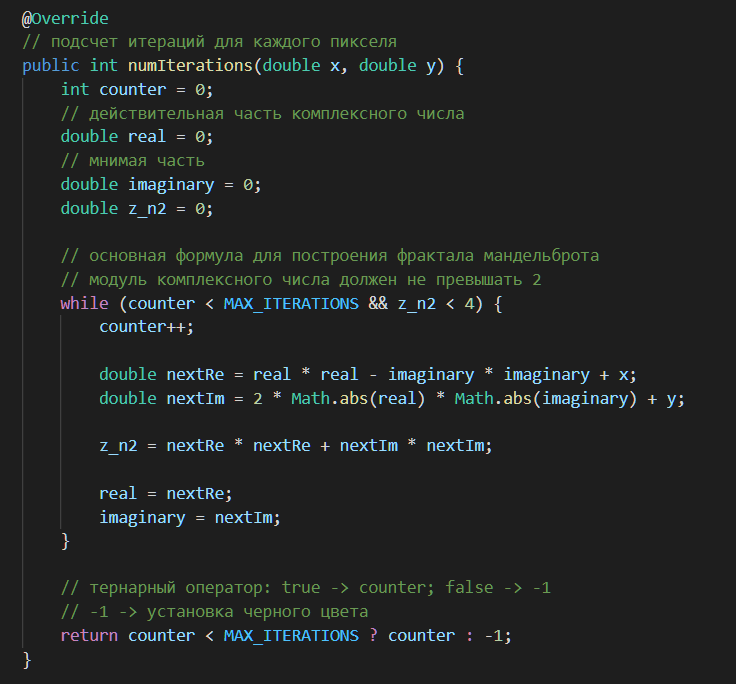 @Override
// подсчет итераций для каждого пикселя
public int numIterations(double x, double y) {
int counter = 0;
// действительная часть комплексного числа
double real = 0;
// мнимая часть
double imaginary = 0;
double z_n2 = 0;
// основная формула для построения фрактала мандельброта
// модуль комплексного числа должен не превышать 2
while (counter < MAX_ITERATIONS && z_n2 < 4) {
counter++;
double nextRe = real * real - imaginary * imaginary + x;
double nextIm = 2 * Math.abs(real) * Math.abs(imaginary) + y;
z_n2 = nextRe * nextRe + nextIm * nextIm;
real = nextRe;
imaginary = nextIm;
}
// тернарный оператор: true -> counter; false -> -1
// -1 -> установка черного цвета
return counter < MAX_ITERATIONS ? counter : -1;
}